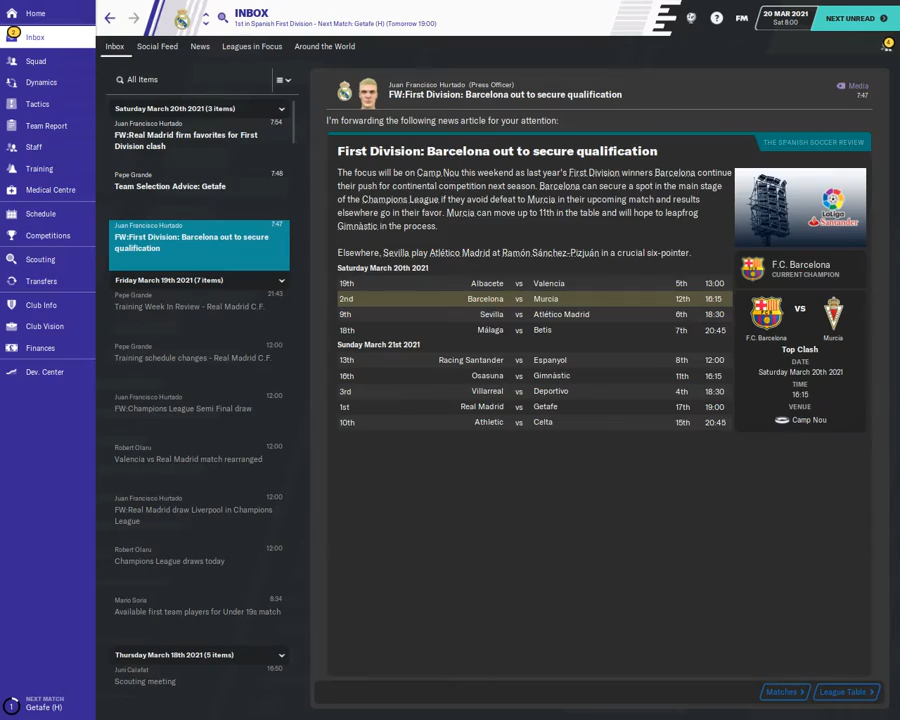 Home
2
Inbox
Squad
Dynamics
Tactics
Team Report
Staff
Training
Medical Centre
Schedule
Competitions
Scouting
Transfers
Club Info
Club Vision
Finances
Dev. Center
1
NEXT MATCH
Getafe (H)
INBOX
1st in Spanish First Division - Next Match: Getafe (H) (Tomorrow 19:00)
FM
20 MAR 2021
Sat 8:00
NEXT UNREAD
Inbox
Social Feed
News
Leagues in Focus
Around the World
4
All Items
Saturday March 20th 2021 (3 items)
Juan Francisco Hurtado 7:54
FW:Real Madrid firm favorites for First
Division clash
Pepe Grande 7:48
Team Selection Advice: Getafe
Juan Francisco Hurtado 7:47
FW:First Division: Barcelona out to secure
qualification
Friday March 19th 2021 (7 items)
Pepe Grande 21:43
Training Week In Review - Real Madrid C.F.
Pepe Grande 12:00
Training schedule changes - Real Madrid C.F.
Juan Francisco Hurtado 12:00
FW:Champions League Semi Final draw
Robert Olaru 12:00
Valencia vs Real Madrid match rearranged
Juan Francisco Hurtado 12:00
FW:Real Madrid draw Liverpool in Champions
League
Robert Olaru 12:00
Champions League draws today
Mario Soria 8:34
Available first team players for Under 19s match
Thursday March 18th 2021 (5 items)
Juni Calafat 16:50
Scouting meeting
Juan Francisco Hurtado (Press Officer)
FW:First Division: Barcelona out to secure qualification
Media
7:47
I'm forwarding the following news article for your attention:
THE SPANISH SOCCER REVIEW
First Division: Barcelona out to secure qualification
The focus will be on Camp Nou this weekend as last year's First Division winners Barcelona continue
their push for continental competition next season. Barcelona can secure a spot in the main stage
of the Champions League if they avoid defeat to Murcia in their upcoming match and results
elsewhere go in their favor. Murcia can move up to 11th in the table and will hope to leapfrog
Gimnàstic in the process.
Elsewhere, Sevilla play Atlético Madrid at Ramón Sánchez-Pizjuán in a crucial six-pointer.
Saturday March 20th 2021
19th Albacete vs Valencia 5th 13:00
2nd Barcelona vs Murcia 12th 16:15
9th Sevilla vs Atlético Madrid 6th 18:30
18th Málaga vs Betis 7th 20:45
Sunday March 21st 2021
13th Racing Santander vs Espanyol 8th 12:00
16th Osasuna vs Gimnàstic 11th 16:15
3rd Villarreal vs Deportivo 4th 18:30
1st Real Madrid vs Getafe 17th 19:00
10th Athletic vs Celta 15th 20:45
LaLiga
Santander
F.C. Barcelona
CURRENT CHAMPION
VS
F.C. Barcelona
Murcia
Top Clash
DATE
Saturday March 20th 2021
TIME
16:15
VENUE
Camp Nou
Matches
League Table